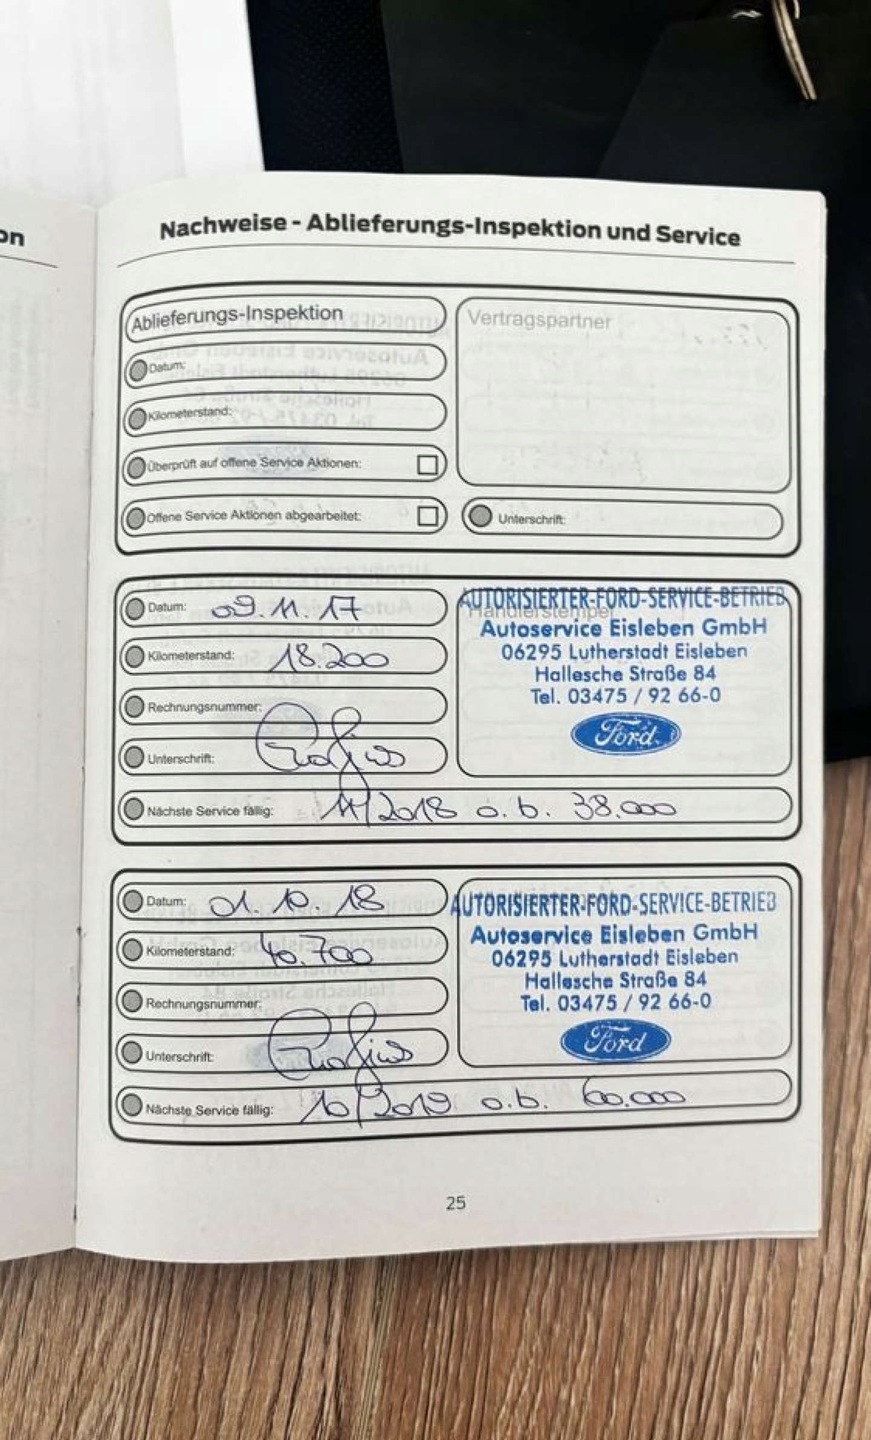 on
Nachweise - Ablieferungs-Inspektion und Service
Ablieferungs-Inspektion
Vertragspartner
Datum:
Kilometerstand:
Überprüft auf offene Service Aktionen:
Offene Service Aktionen abgearbeitet:
Unterschrift:
Datum: 09.11.17
Kilometerstand: 18.200
Rechnungsnummer:
Unterschrift:
Händlerstempel
AUTORISIERTER-FORD-SERVICE-BETRIEB
Autoservice Eisleben GmbH
06295 Lutherstadt Eisleben
Hallesche Straße 84
Tel. 03475 / 92 66-0
Ford
Nächste Service fällig: 11/2018 o.b. 38.000
Datum: 01.10.18
Kilometerstand: 40.700
Rechnungsnummer:
Unterschrift:
AUTORISIERTER-FORD-SERVICE-BETRIEB
Autoservice Eisleben GmbH
06295 Lutherstadt Eisleben
Hallesche Straße 84
Tel. 03475 / 92 66-0
Ford
Nächste Service fällig: 10/2019 o.b. 60.000
25